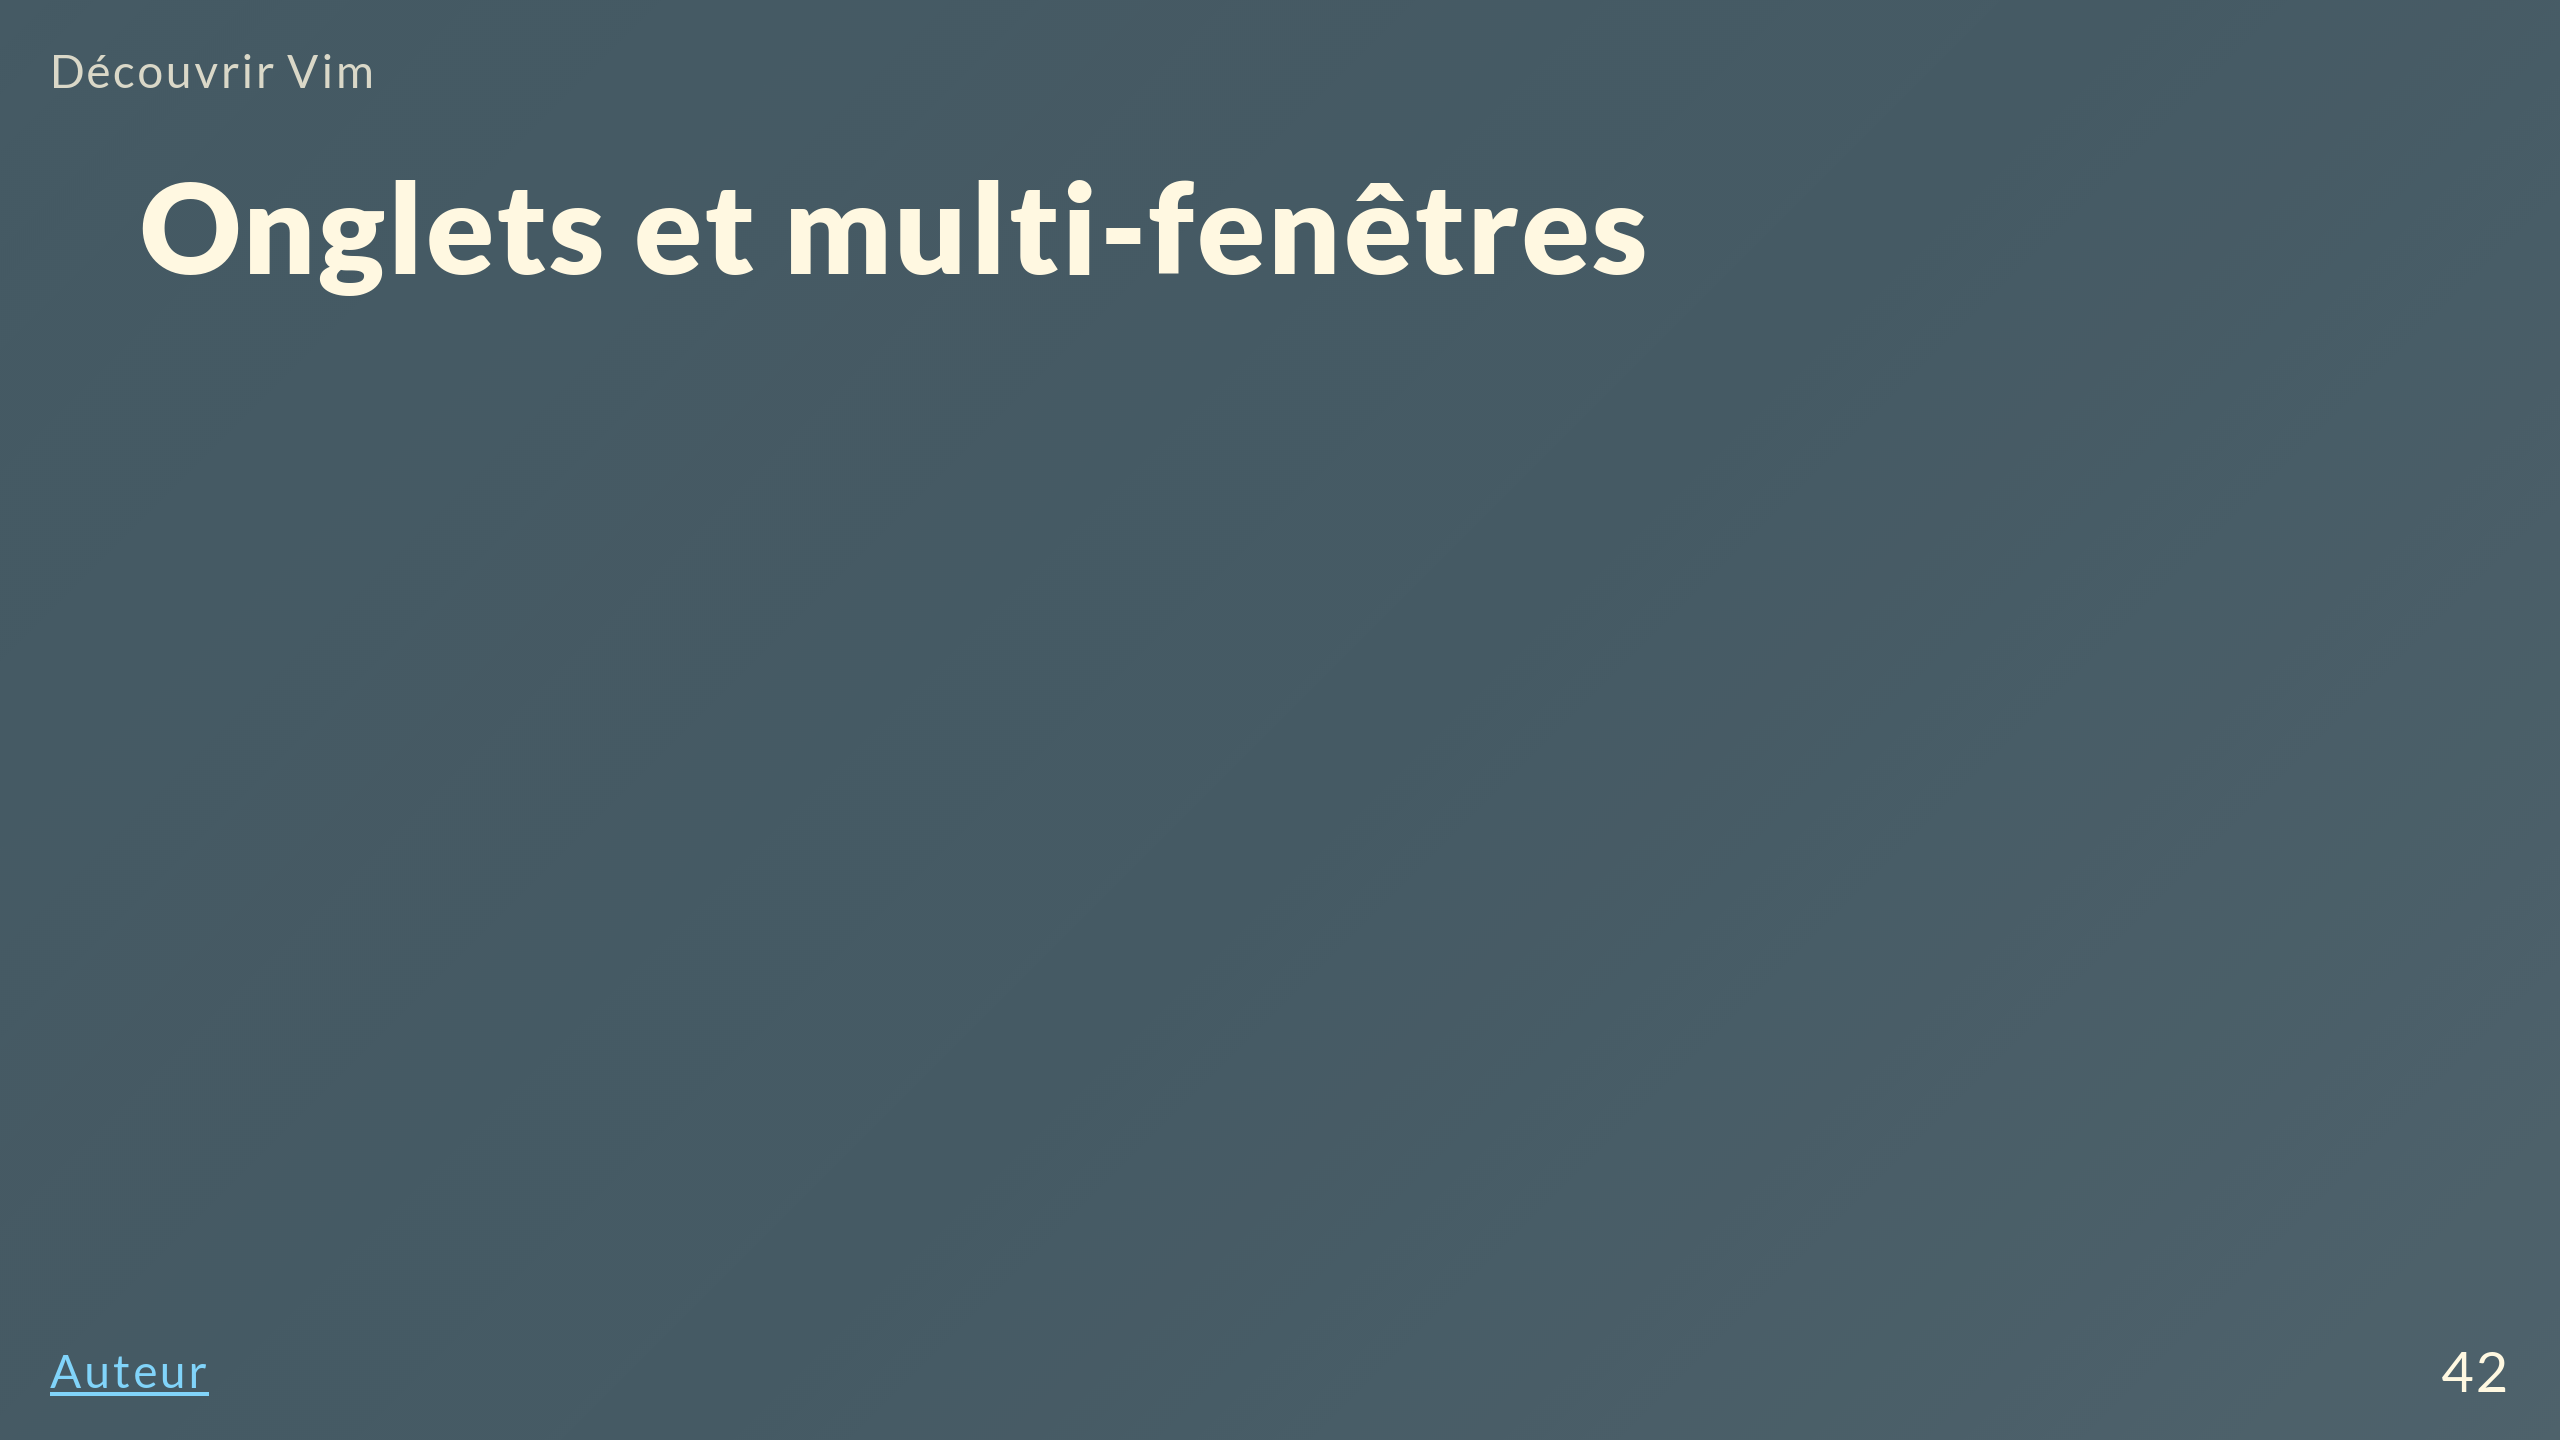 Découvrir Vim
Onglets et multi-fenêtres
Auteur
42